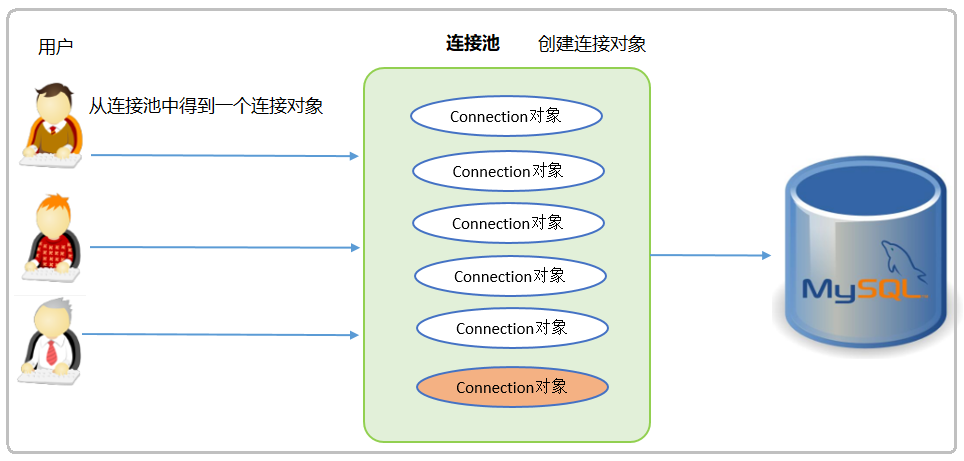 用户
连接池
创建连接对象
从连接池中得到一个连接对象
Connection对象
Connection对象
Connection对象
Connection对象
Connection对象
Connection对象
MySQL